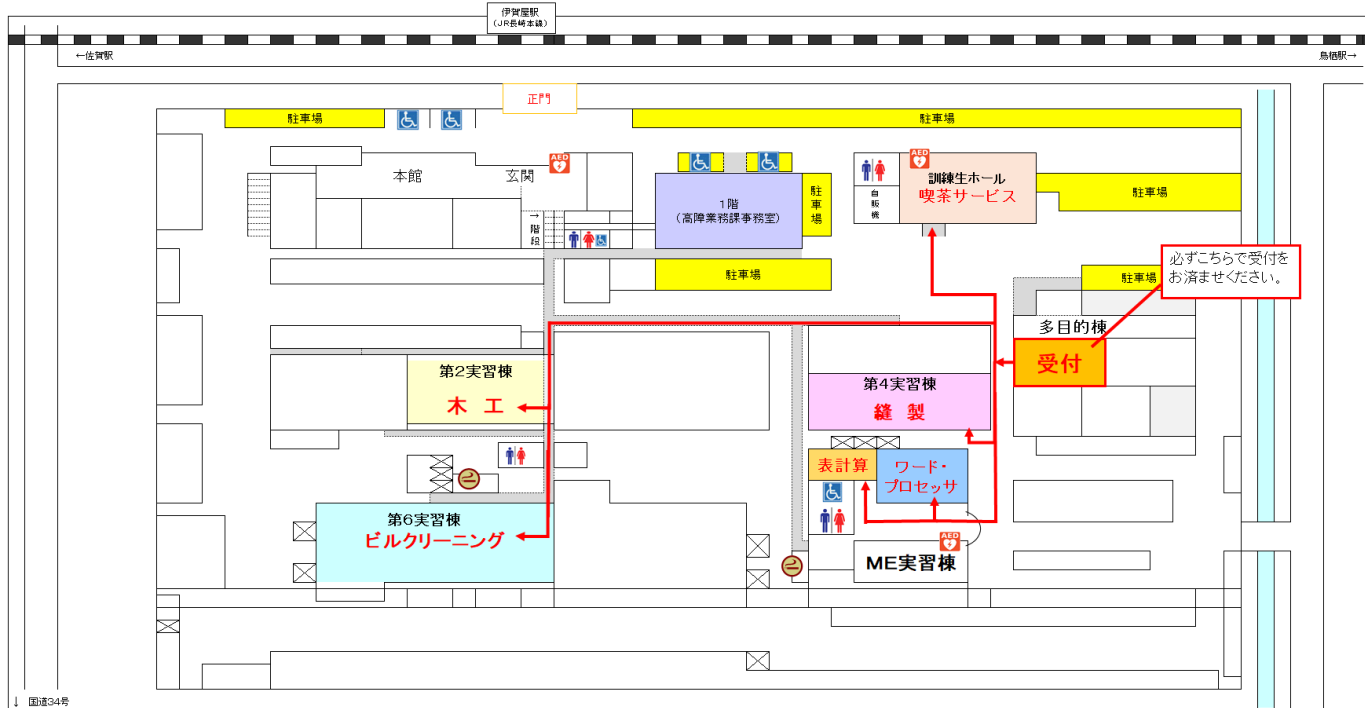 伊賀屋駅
（JR長崎本線）
←佐賀駅
鳥栖駅→
正門
駐車場
駐車場
本館
玄関
AED
→
階段
1階
（高障業務課事務室）
駐車場
自販機
AED
訓練生ホール
喫茶サービス
駐車場
必ずこちらで受付を
お済ませください。
駐車場
駐車場
多目的棟
受付
第2実習棟
木 工
第4実習棟
縫 製
表計算
ワード・
プロセッサ
第6実習棟
ビルクリーニング
AED
ME実習棟
↓ 国道34号